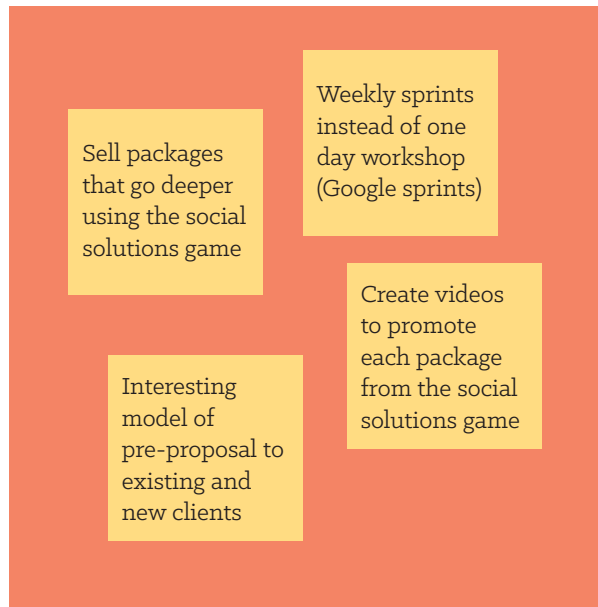 Weekly sprints
instead of one
day workshop
(Google sprints)
Sell packages
that go deeper
using the social
solutions game
Create videos
to promote
each package
from the social
solutions game
Interesting
model of
pre-proposal to
existing and
new clients